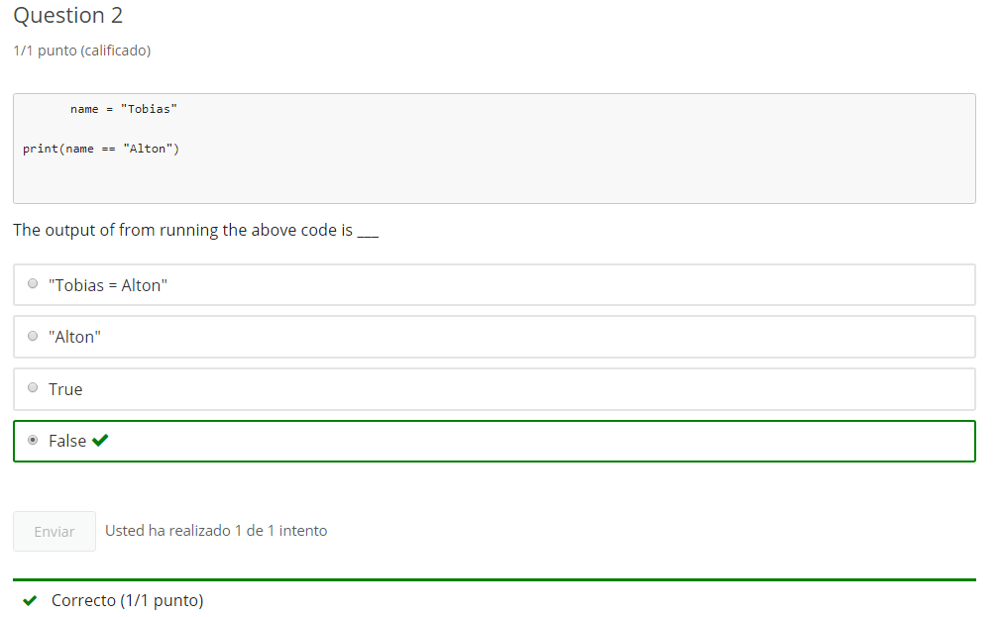 Question 2
1/1 punto (calificado)
name = "Tobias"
print(name == "Alton")
The output of from running the above code is ___
"Tobias = Alton"
"Alton"
True
False
Enviar
Usted ha realizado 1 de 1 intento
Correcto (1/1 punto)